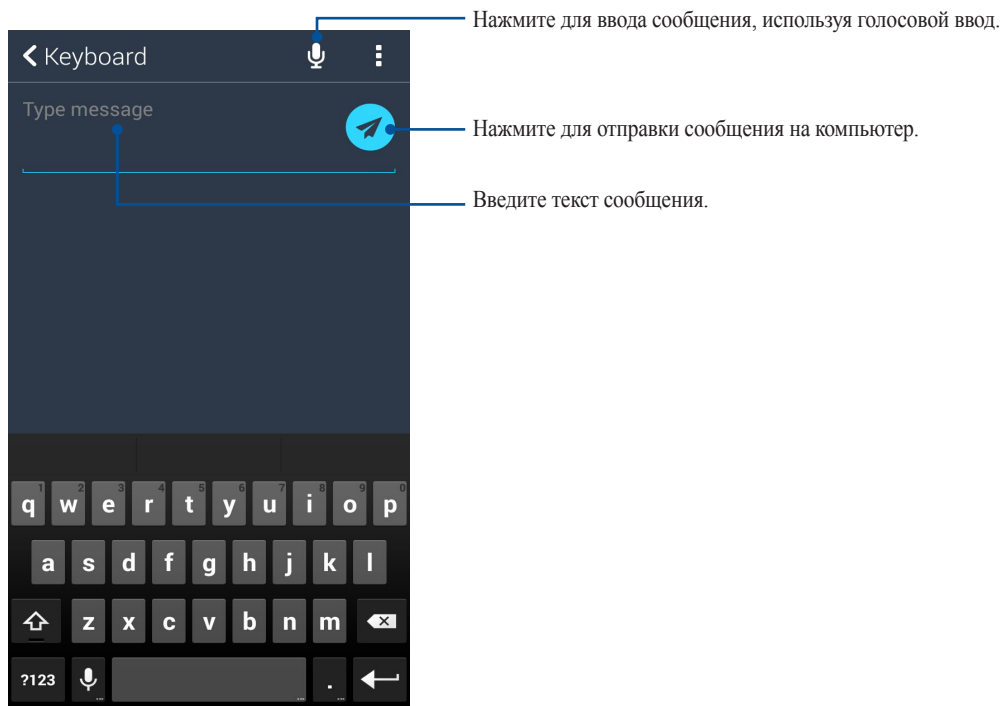 Нажмите для ввода сообщения, используя голосовой ввод.
Keyboard
Type message
Нажмите для отправки сообщения на компьютер.
Введите текст сообщения.
1 2 3 4 5 6 7 8 9 0
q w e r t y u i o p
a s d f g h j k l
z x c v b n m
?123 ... ... . ...